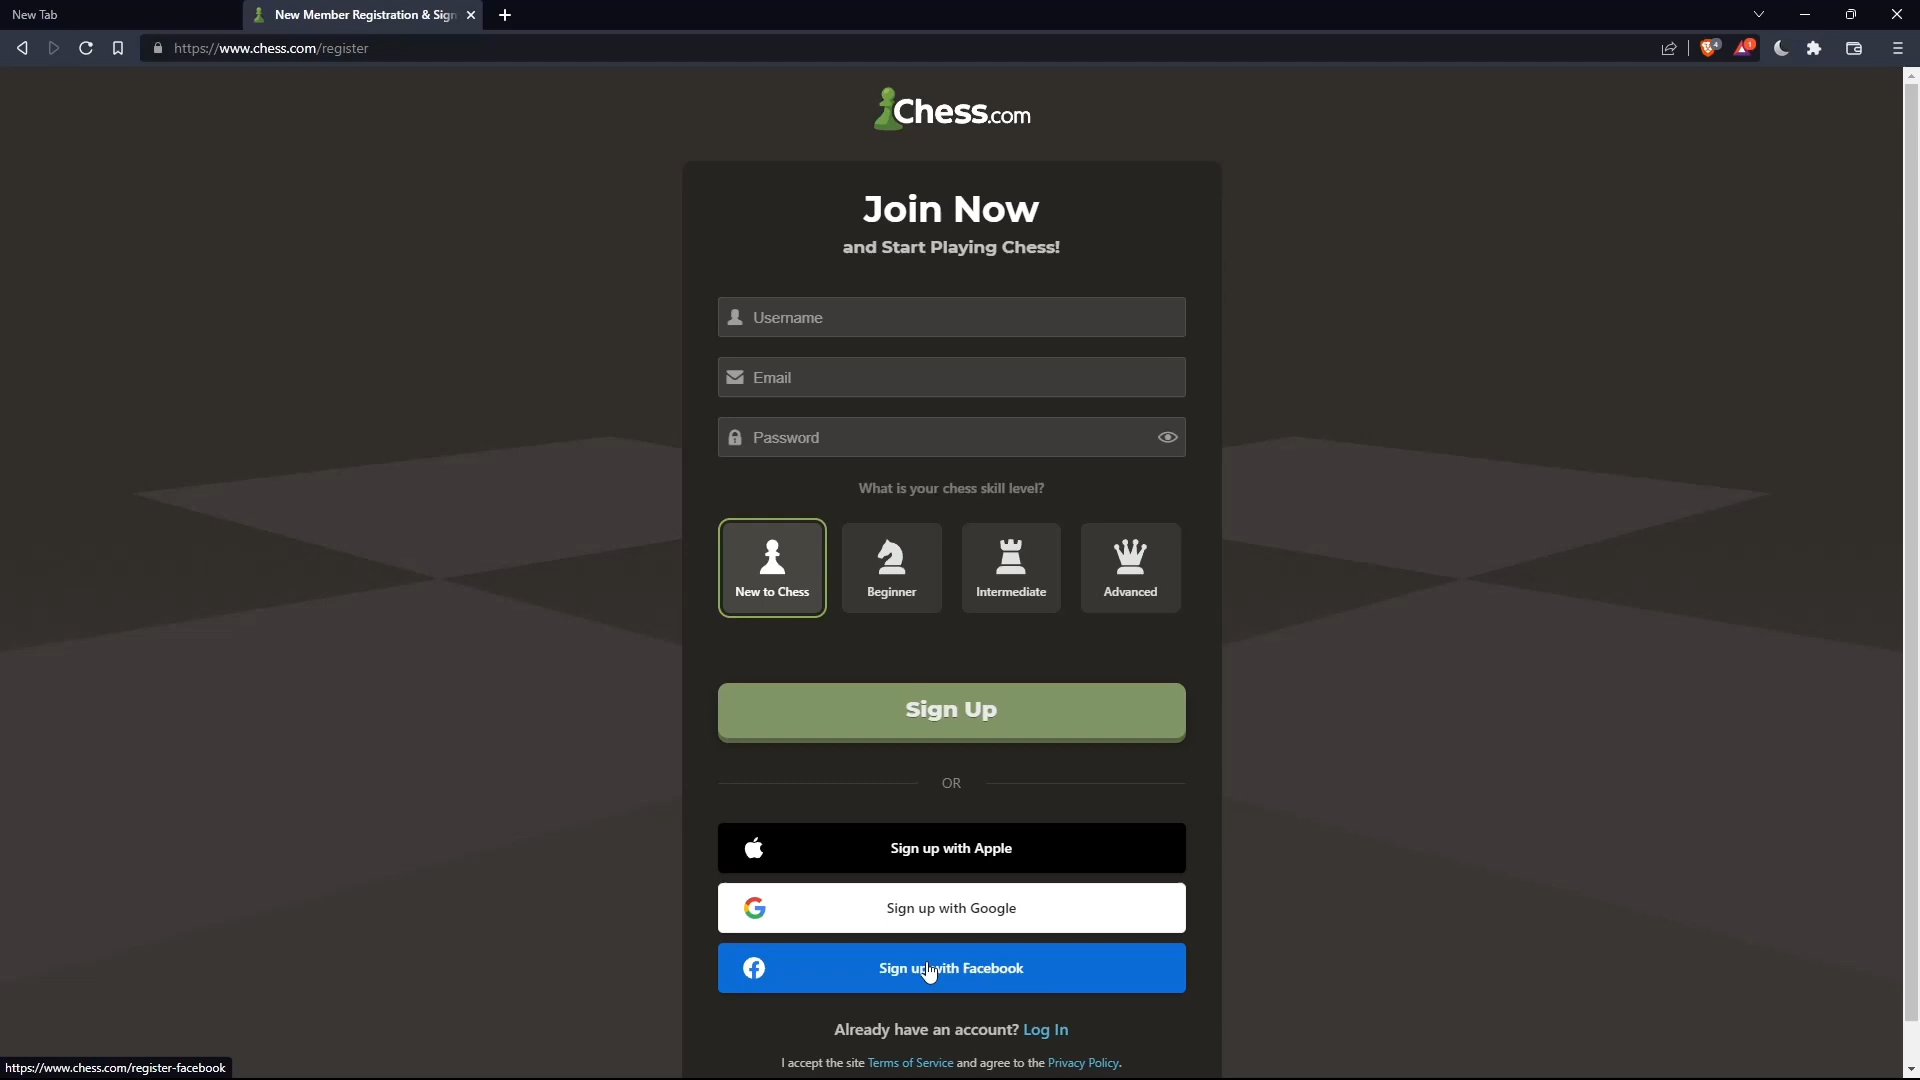 New Tab
New Member Registration & Sign
https://www.chess.com/register
4
1
Chess.com
Join Now
and Start Playing Chess!
Username
Email
Password
What is your chess skill level?
New to Chess
Beginner
Intermediate
Advanced
Sign Up
OR
Sign up with Apple
Sign up with Google
Sign up with Facebook
Already have an account? Log In
I accept the site Terms of Service and agree to the Privacy Policy.
https://www.chess.com/register-facebook